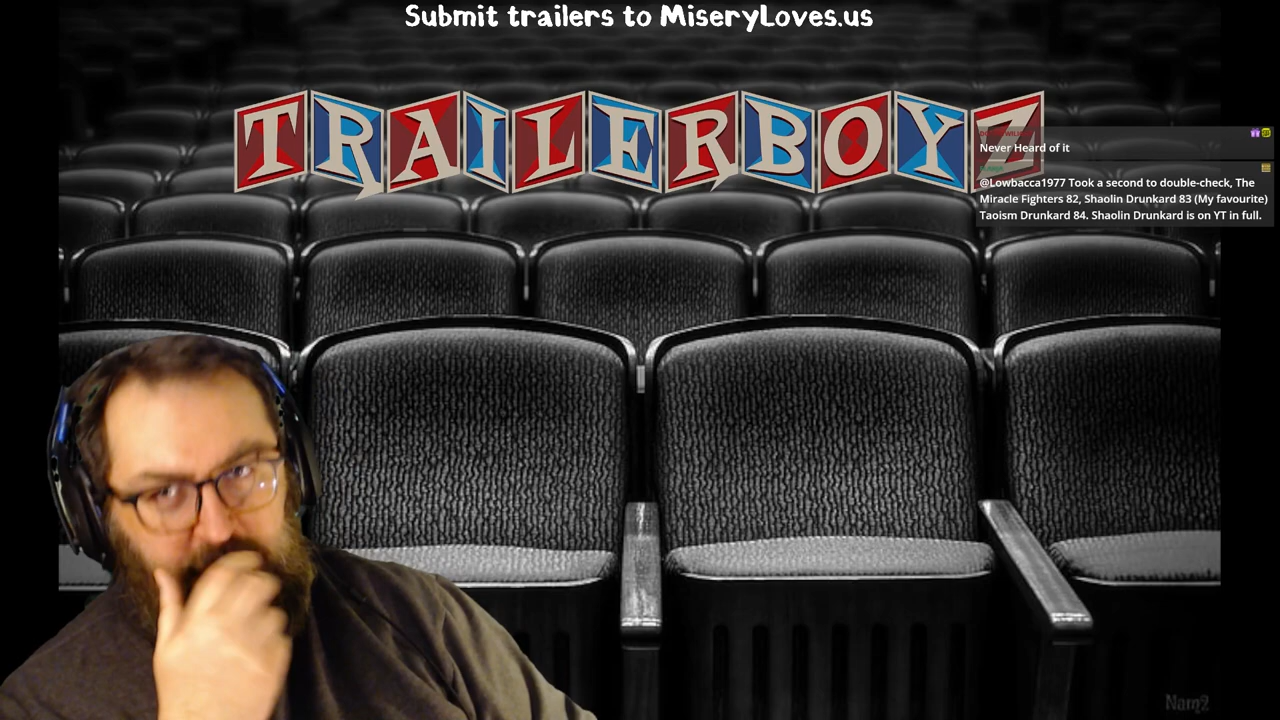 Submit trailers to MiseryLoves.us
TRAILERBOYZ
Never Heard of it
@Lowbacca1977 Took a second to double-check, The
Miracle Fighters 82, Shaolin Drunkard 83 (My favourite)
Taoism Drunkard 84. Shaolin Drunkard is on YT in full.
Nam2